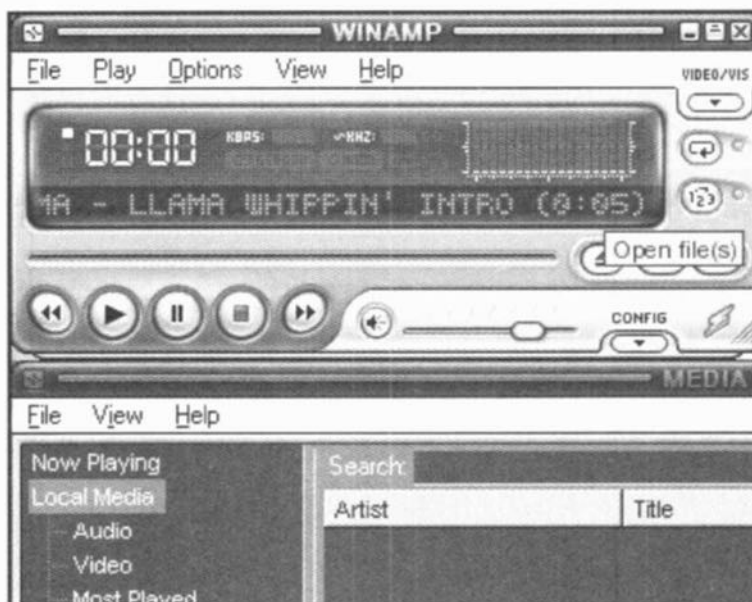 WINAMP
File Play Options View Help
VIDEO/VIS
00:00 KBPS: KHZ:
MA - LLAMA WHIPPIN' INTRO (0:05)
123
Open file(s)
CONFIG
MEDIA
File View Help
Now Playing
Search:
Local Media
Artist Title
Audio
Video
Most Played